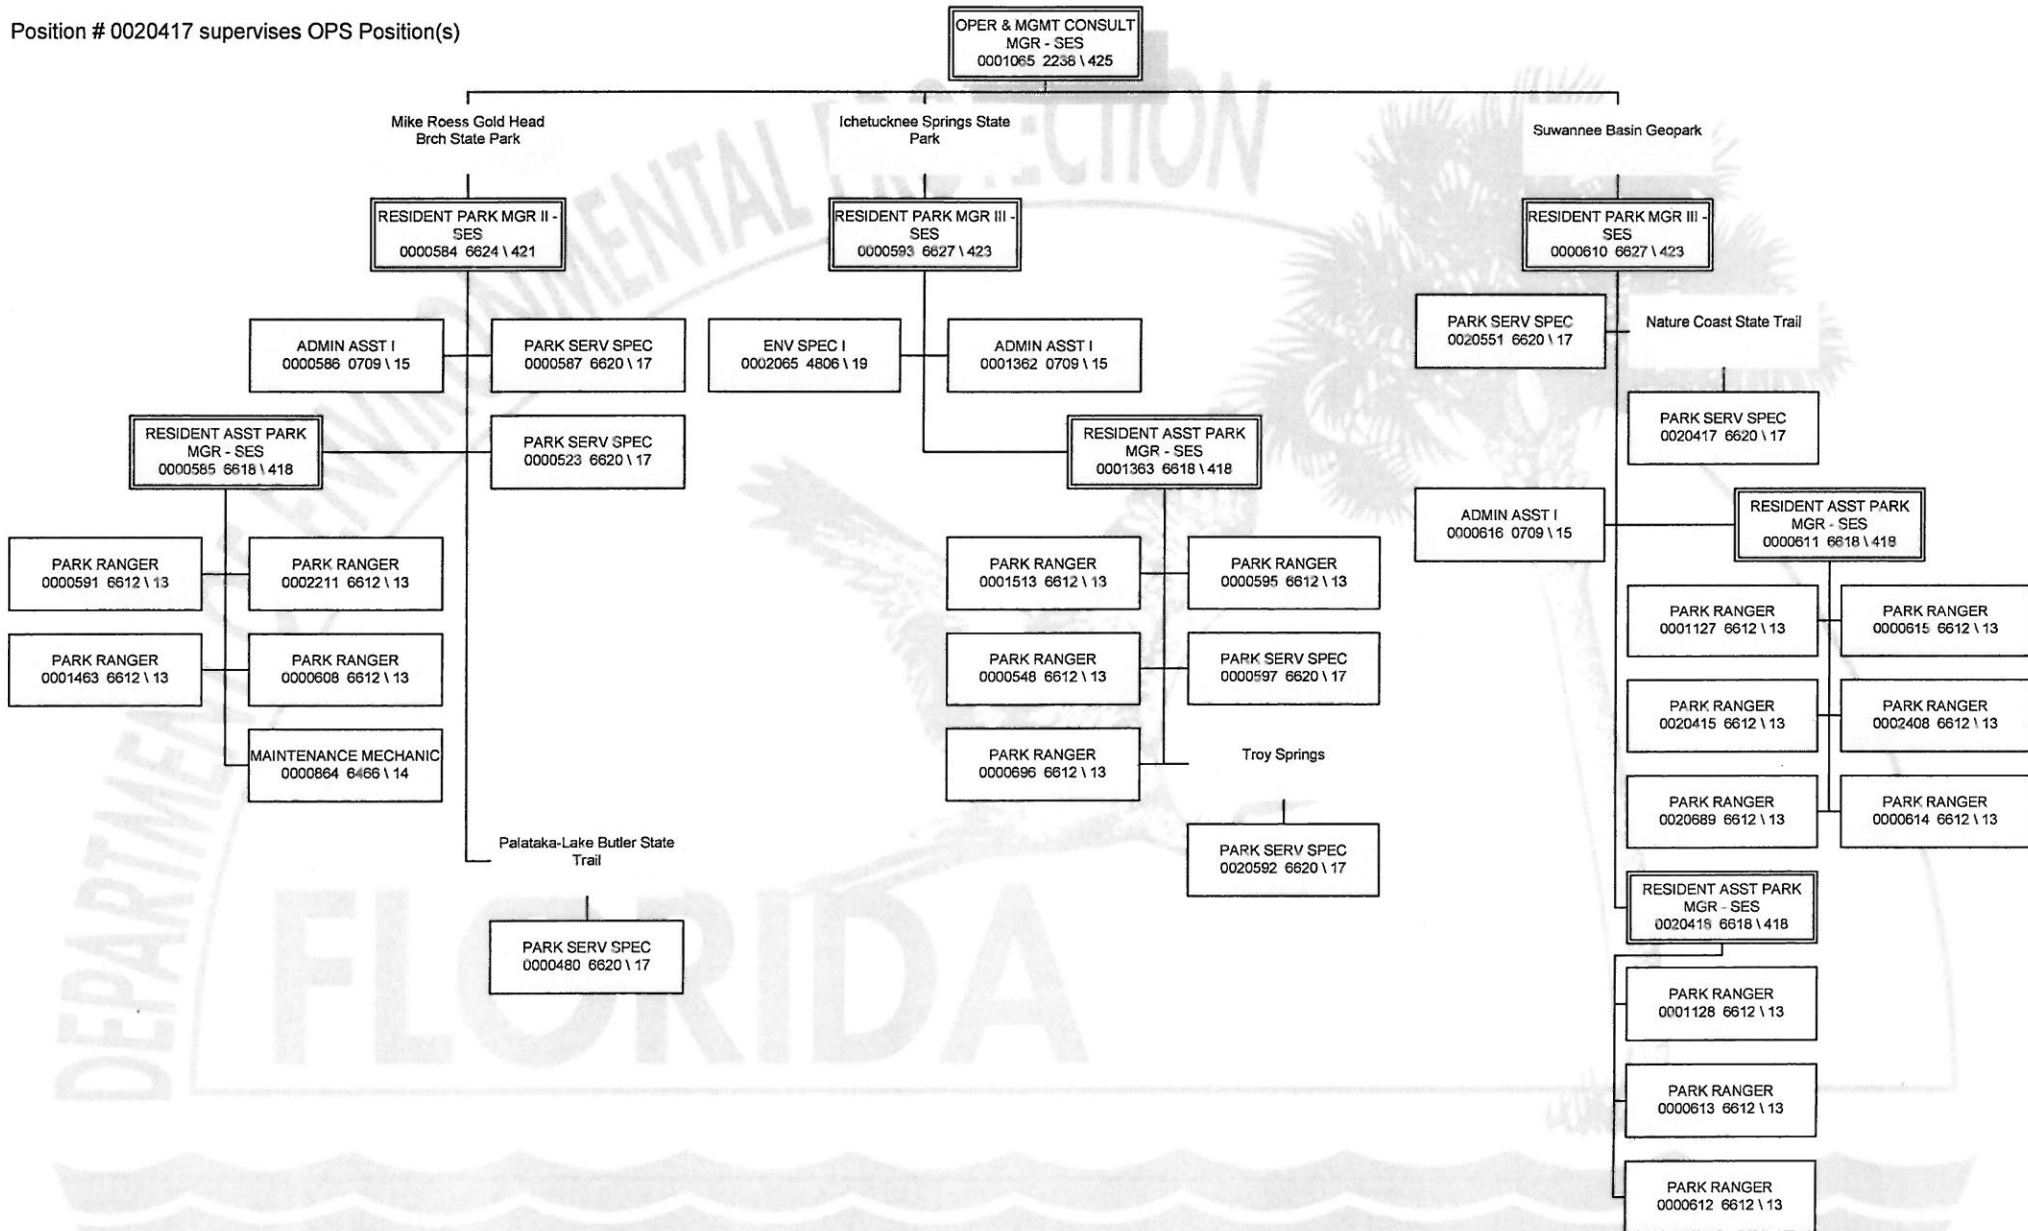 Position # 0020417 supervises OPS Position(s)
OPER & MGMT CONSULT
MGR - SES
0001065 2238 \ 425
Mike Roess Gold Head
Brch State Park
Ichetucknee Springs State
Park
Suwannee Basin Geopark
RESIDENT PARK MGR II -
SES
0000584 6624 \ 421
RESIDENT PARK MGR III -
SES
0000593 6627 \ 423
RESIDENT PARK MGR III -
SES
0000610 6627 \ 423
ADMIN ASST I
0000586 0709 \ 15
PARK SERV SPEC
0000587 6620 \ 17
ENV SPEC I
0002065 4806 \ 19
ADMIN ASST I
0001362 0709 \ 15
PARK SERV SPEC
0020551 6620 \ 17
Nature Coast State Trail
PARK SERV SPEC
0020417 6620 \ 17
RESIDENT ASST PARK
MGR - SES
0000585 6618 \ 418
PARK SERV SPEC
0000523 6620 \ 17
RESIDENT ASST PARK
MGR - SES
0001363 6618 \ 418
ADMIN ASST I
0000616 0709 \ 15
RESIDENT ASST PARK
MGR - SES
0000611 6618 \ 418
PARK RANGER
0000591 6612 \ 13
PARK RANGER
0002211 6612 \ 13
PARK RANGER
0001513 6612 \ 13
PARK RANGER
0000595 6612 \ 13
PARK RANGER
0001127 6612 \ 13
PARK RANGER
0000615 6612 \ 13
PARK RANGER
0001463 6612 \ 13
PARK RANGER
0000608 6612 \ 13
PARK RANGER
0000548 6612 \ 13
PARK SERV SPEC
0000597 6620 \ 17
PARK RANGER
0020415 6612 \ 13
PARK RANGER
0002408 6612 \ 13
MAINTENANCE MECHANIC
0000864 6466 \ 14
PARK RANGER
0000696 6612 \ 13
Troy Springs
PARK RANGER
0020689 6612 \ 13
PARK RANGER
0000614 6612 \ 13
Palataka-Lake Butler State
Trail
PARK SERV SPEC
0020592 6620 \ 17
RESIDENT ASST PARK
MGR - SES
0020418 6618 \ 418
PARK SERV SPEC
0000480 6620 \ 17
PARK RANGER
0001128 6612 \ 13
PARK RANGER
0000613 6612 \ 13
PARK RANGER
0000612 6612 \ 13
DEPARTMENT OF ENVIRONMENTAL PROTECTION
FLORIDA